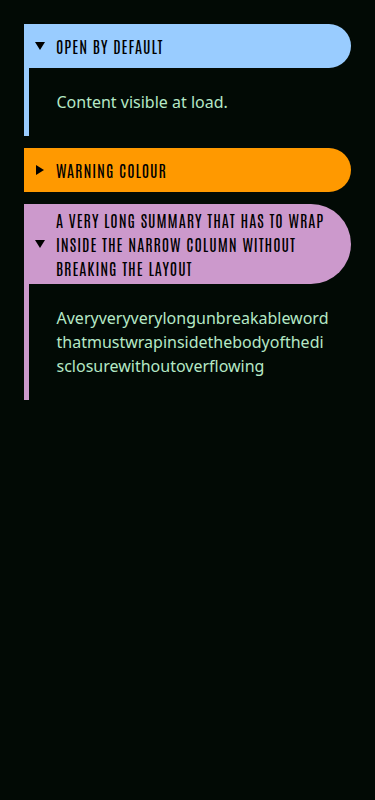 OPEN BY DEFAULT
Content visible at load.
WARNING COLOUR
A VERY LONG SUMMARY THAT HAS TO WRAP
INSIDE THE NARROW COLUMN WITHOUT
BREAKING THE LAYOUT
Averyveryverylongunbreakableword
thatmustwrapinsidethebodyofthedi
sclosurewithoutoverflowing